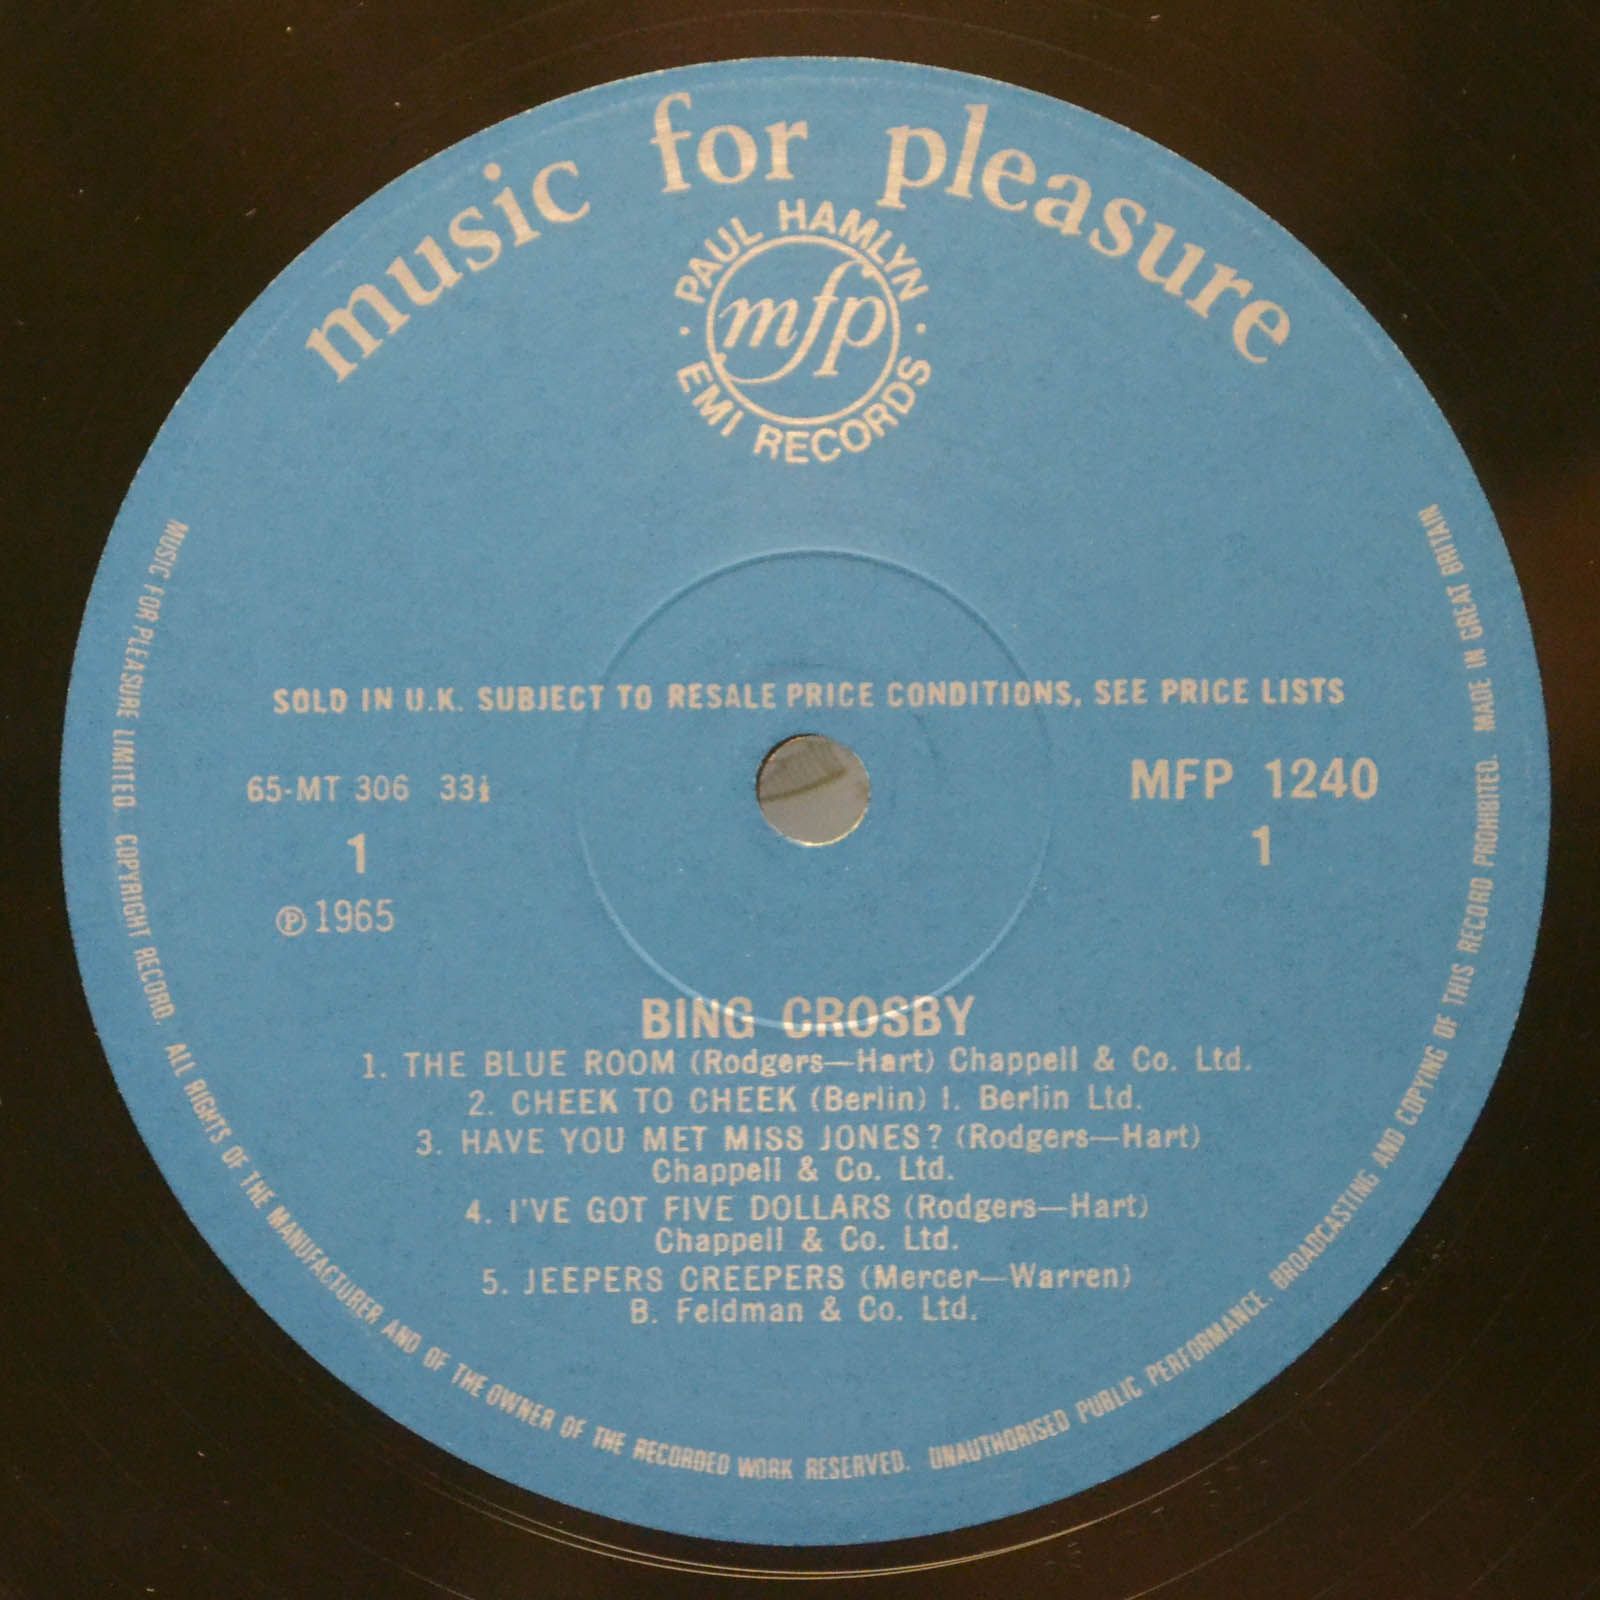 music for pleasure
PAUL HAMLYN
mfp
EMI RECORDS
SOLD IN U.K. SUBJECT TO RESALE PRICE CONDITIONS, SEE PRICE LISTS
65-MT 306 33⅓
MFP 1240
1
1
℗ 1965
BING CROSBY
1. THE BLUE ROOM (Rodgers—Hart) Chappell & Co. Ltd.
2. CHEEK TO CHEEK (Berlin) I. Berlin Ltd.
3. HAVE YOU MET MISS JONES? (Rodgers—Hart)
Chappell & Co. Ltd.
4. I'VE GOT FIVE DOLLARS (Rodgers—Hart)
Chappell & Co. Ltd.
5. JEEPERS CREEPERS (Mercer—Warren)
B. Feldman & Co. Ltd.
MUSIC FOR PLEASURE LIMITED. COPYRIGHT RECORD. ALL RIGHTS OF THE MANUFACTURER AND OF THE OWNER OF THE RECORDED WORK RESERVED. UNAUTHORISED PUBLIC PERFORMANCE, BROADCASTING AND COPYING OF THIS RECORD PROHIBITED. MADE IN GREAT BRITAIN